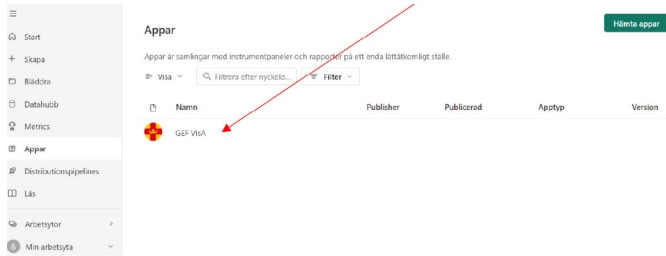 Start
Skapa
Bläddra
Datahubb
Metrics
Appar
Distributionspipelines
Läs
Arbetsytor
Min arbetsyta
Appar
Hämta appar
Appar är samlingar med instrumentpaneler och rapporter på ett enda lättåtkomligt ställe.
Visa
Filtrera efter nyckelo...
Filter
Namn Publisher Publicerad Apptyp Version
GEF VisA